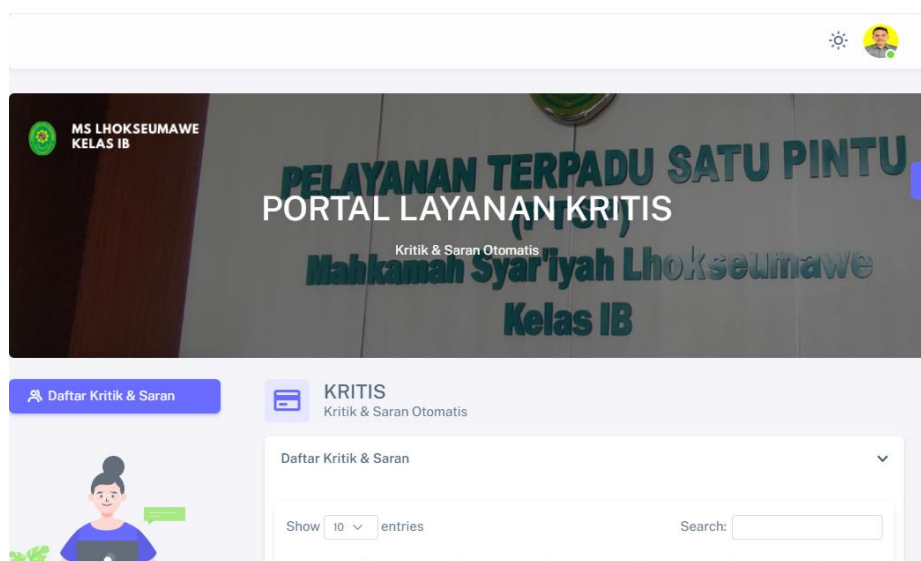 MS LHOKSEUMAWE
KELAS IB
PELAYANAN TERPADU SATU PINTU
PORTAL LAYANAN KRITIS
(PTSP)
Kritik & Saran Otomatis
Mahkamah Syar'iyah Lhokseumawe
Kelas IB
Daftar Kritik & Saran
KRITIS
Kritik & Saran Otomatis
Daftar Kritik & Saran
Show 10 entries
Search: